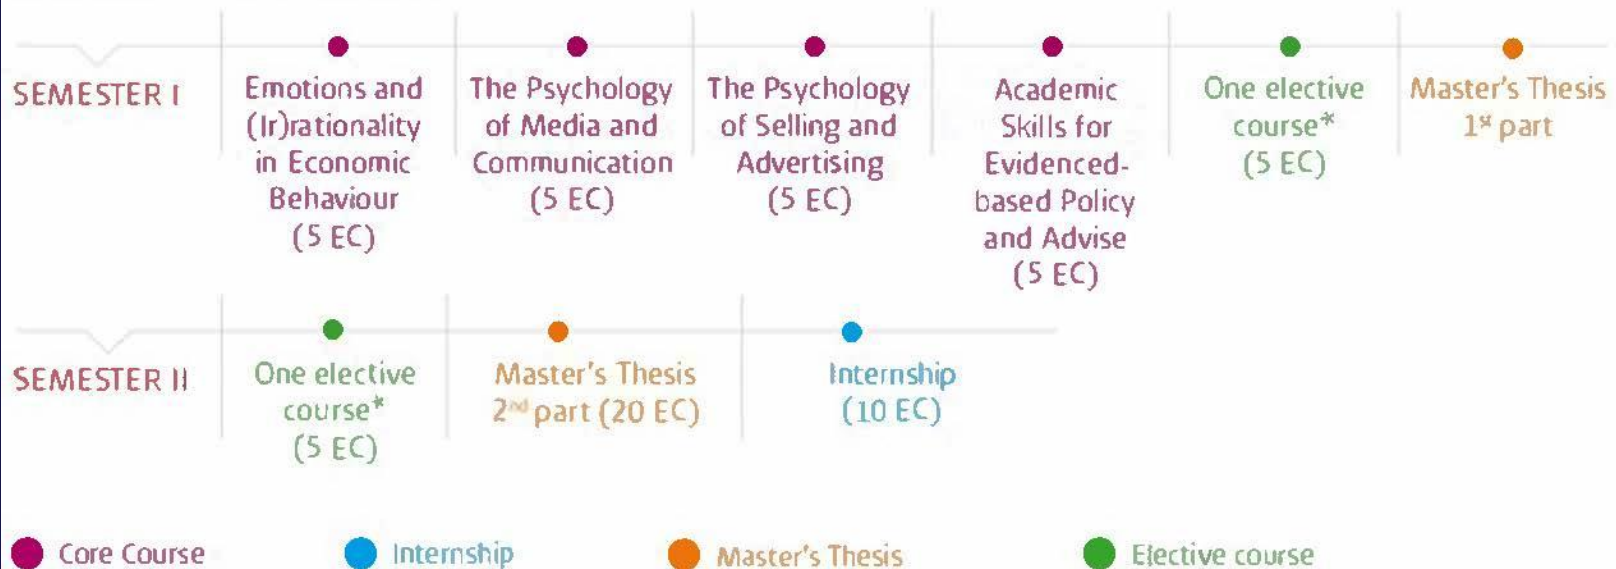 SEMESTER I
Emotions and
(Ir)rationality
in Economic
Behaviour
(5 EC)
The Psychology
of Media and
Communication
(5 EC)
The Psychology
of Selling and
Advertising
(5 EC)
Academic
Skills for
Evidenced-
based Policy
and Advise
(5 EC)
One elective
course*
(5 EC)
Master's Thesis
1st part
SEMESTER II
One elective
course*
(5 EC)
Master's Thesis
2nd part (20 EC)
Internship
(10 EC)
Core Course
Internship
Master's Thesis
Elective course